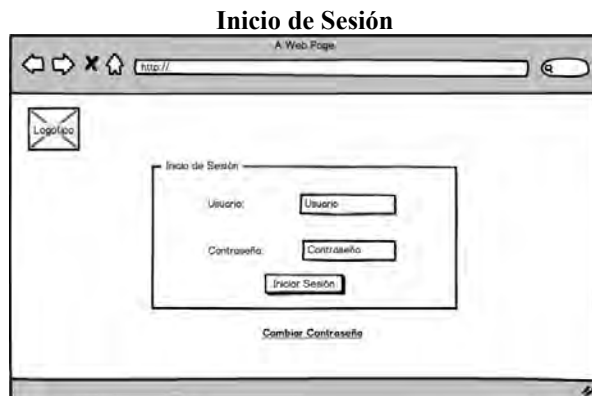 Inicio de Sesión
A Web Page
http://
Logotipo
Inicio de Sesión
Usuario: Usuario
Contraseña: Contraseña
Iniciar Sesión
Cambiar Contraseña